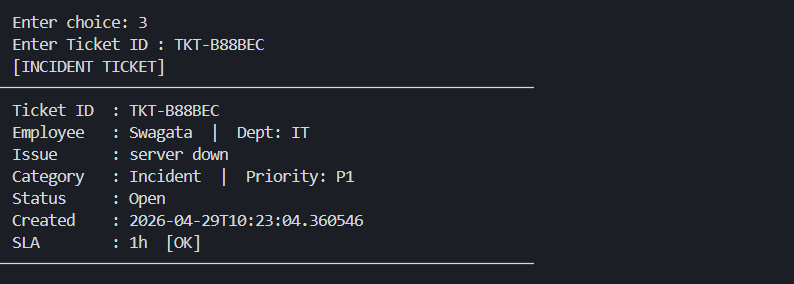 Enter choice: 3
Enter Ticket ID : TKT-B88BEC
[INCIDENT TICKET]
Ticket ID  : TKT-B88BEC
Employee   : Swagata  |  Dept: IT
Issue      : server down
Category   : Incident  |  Priority: P1
Status     : Open
Created    : 2026-04-29T10:23:04.360546
SLA        : 1h  [OK]